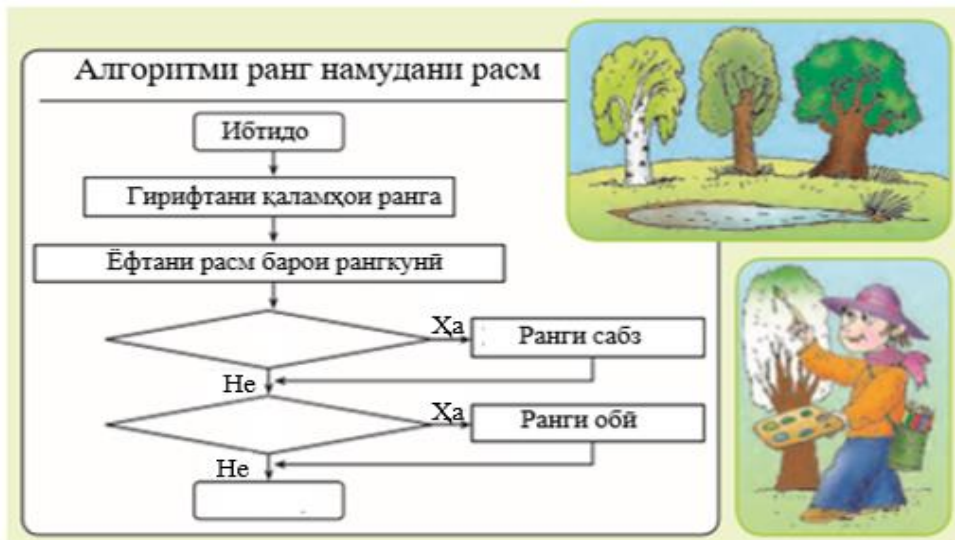 Алгоритми ранг намудани расм
Ибтидо
Гирифтани қаламҳои ранга
Ёфтани расм барои рангкунӣ
Ҳа
Ранги сабз
Не
Ҳа
Ранги обӣ
Не